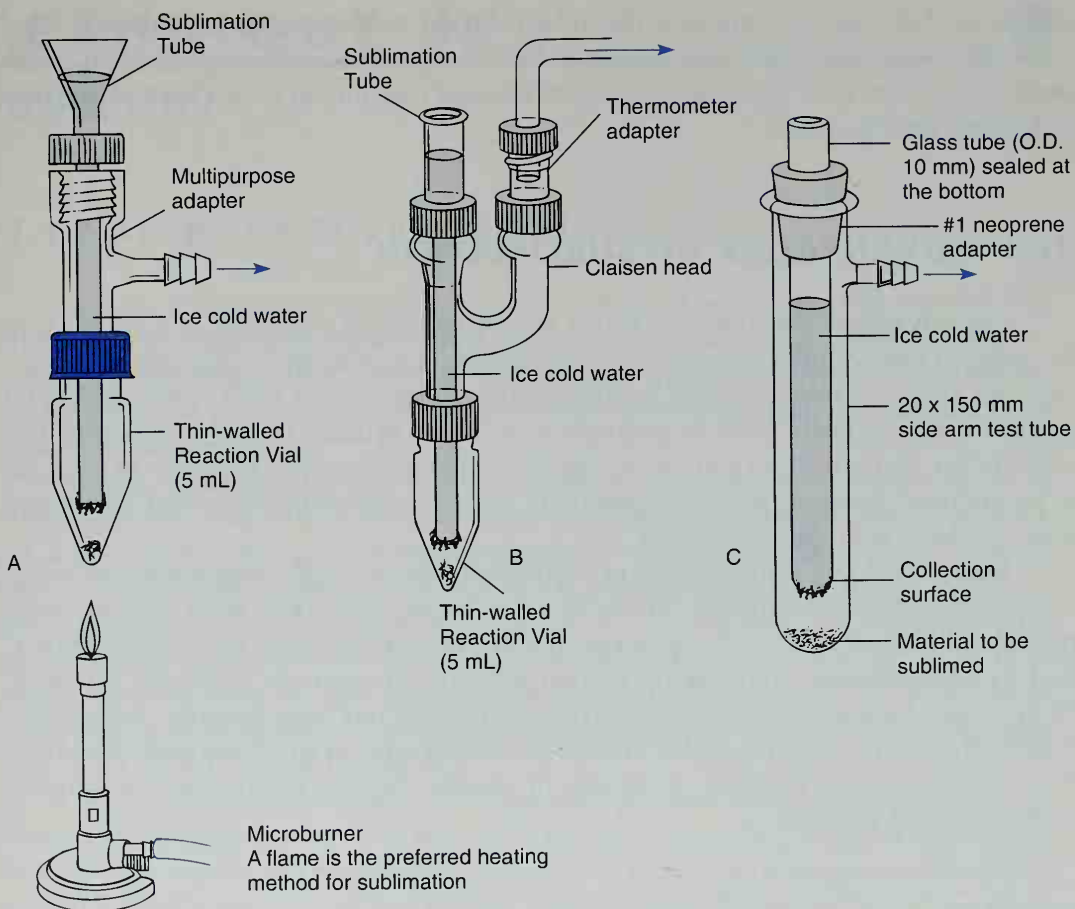 Sublimation
Tube
Multipurpose
adapter
Ice cold water
Thin-walled
Reaction Vial
(5 mL)
A
Sublimation
Tube
Thermometer
adapter
Claisen head
Ice cold water
B
Thin-walled
Reaction Vial
(5 mL)
Glass tube (O.D.
10 mm) sealed at
the bottom
#1 neoprene
adapter
Ice cold water
20 x 150 mm
side arm test tube
C
Collection
surface
Material to be
sublimed
Microburner
A flame is the preferred heating
method for sublimation